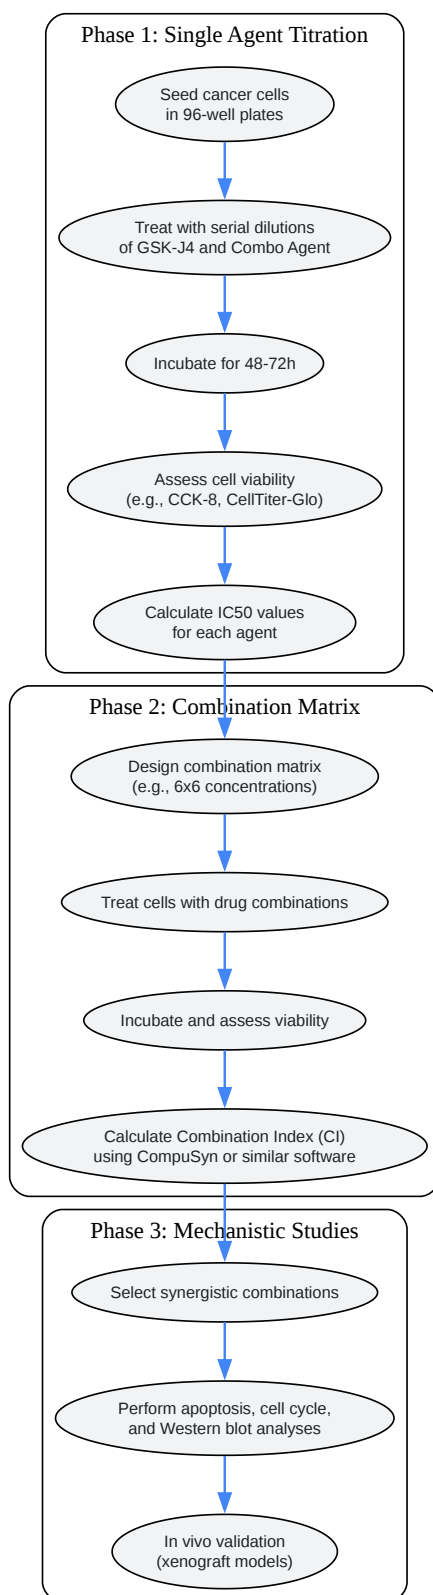 Phase 1: Single Agent Titration
Seed cancer cells
in 96-well plates
Treat with serial dilutions
of GSK-J4 and Combo Agent
Incubate for 48-72h
Assess cell viability
(e.g., CCK-8, CellTiter-Glo)
Calculate IC50 values
for each agent
Phase 2: Combination Matrix
Design combination matrix
(e.g., 6x6 concentrations)
Treat cells with drug combinations
Incubate and assess viability
Calculate Combination Index (CI)
using CompuSyn or similar software
Phase 3: Mechanistic Studies
Select synergistic combinations
Perform apoptosis, cell cycle,
and Western blot analyses
In vivo validation
(xenograft models)